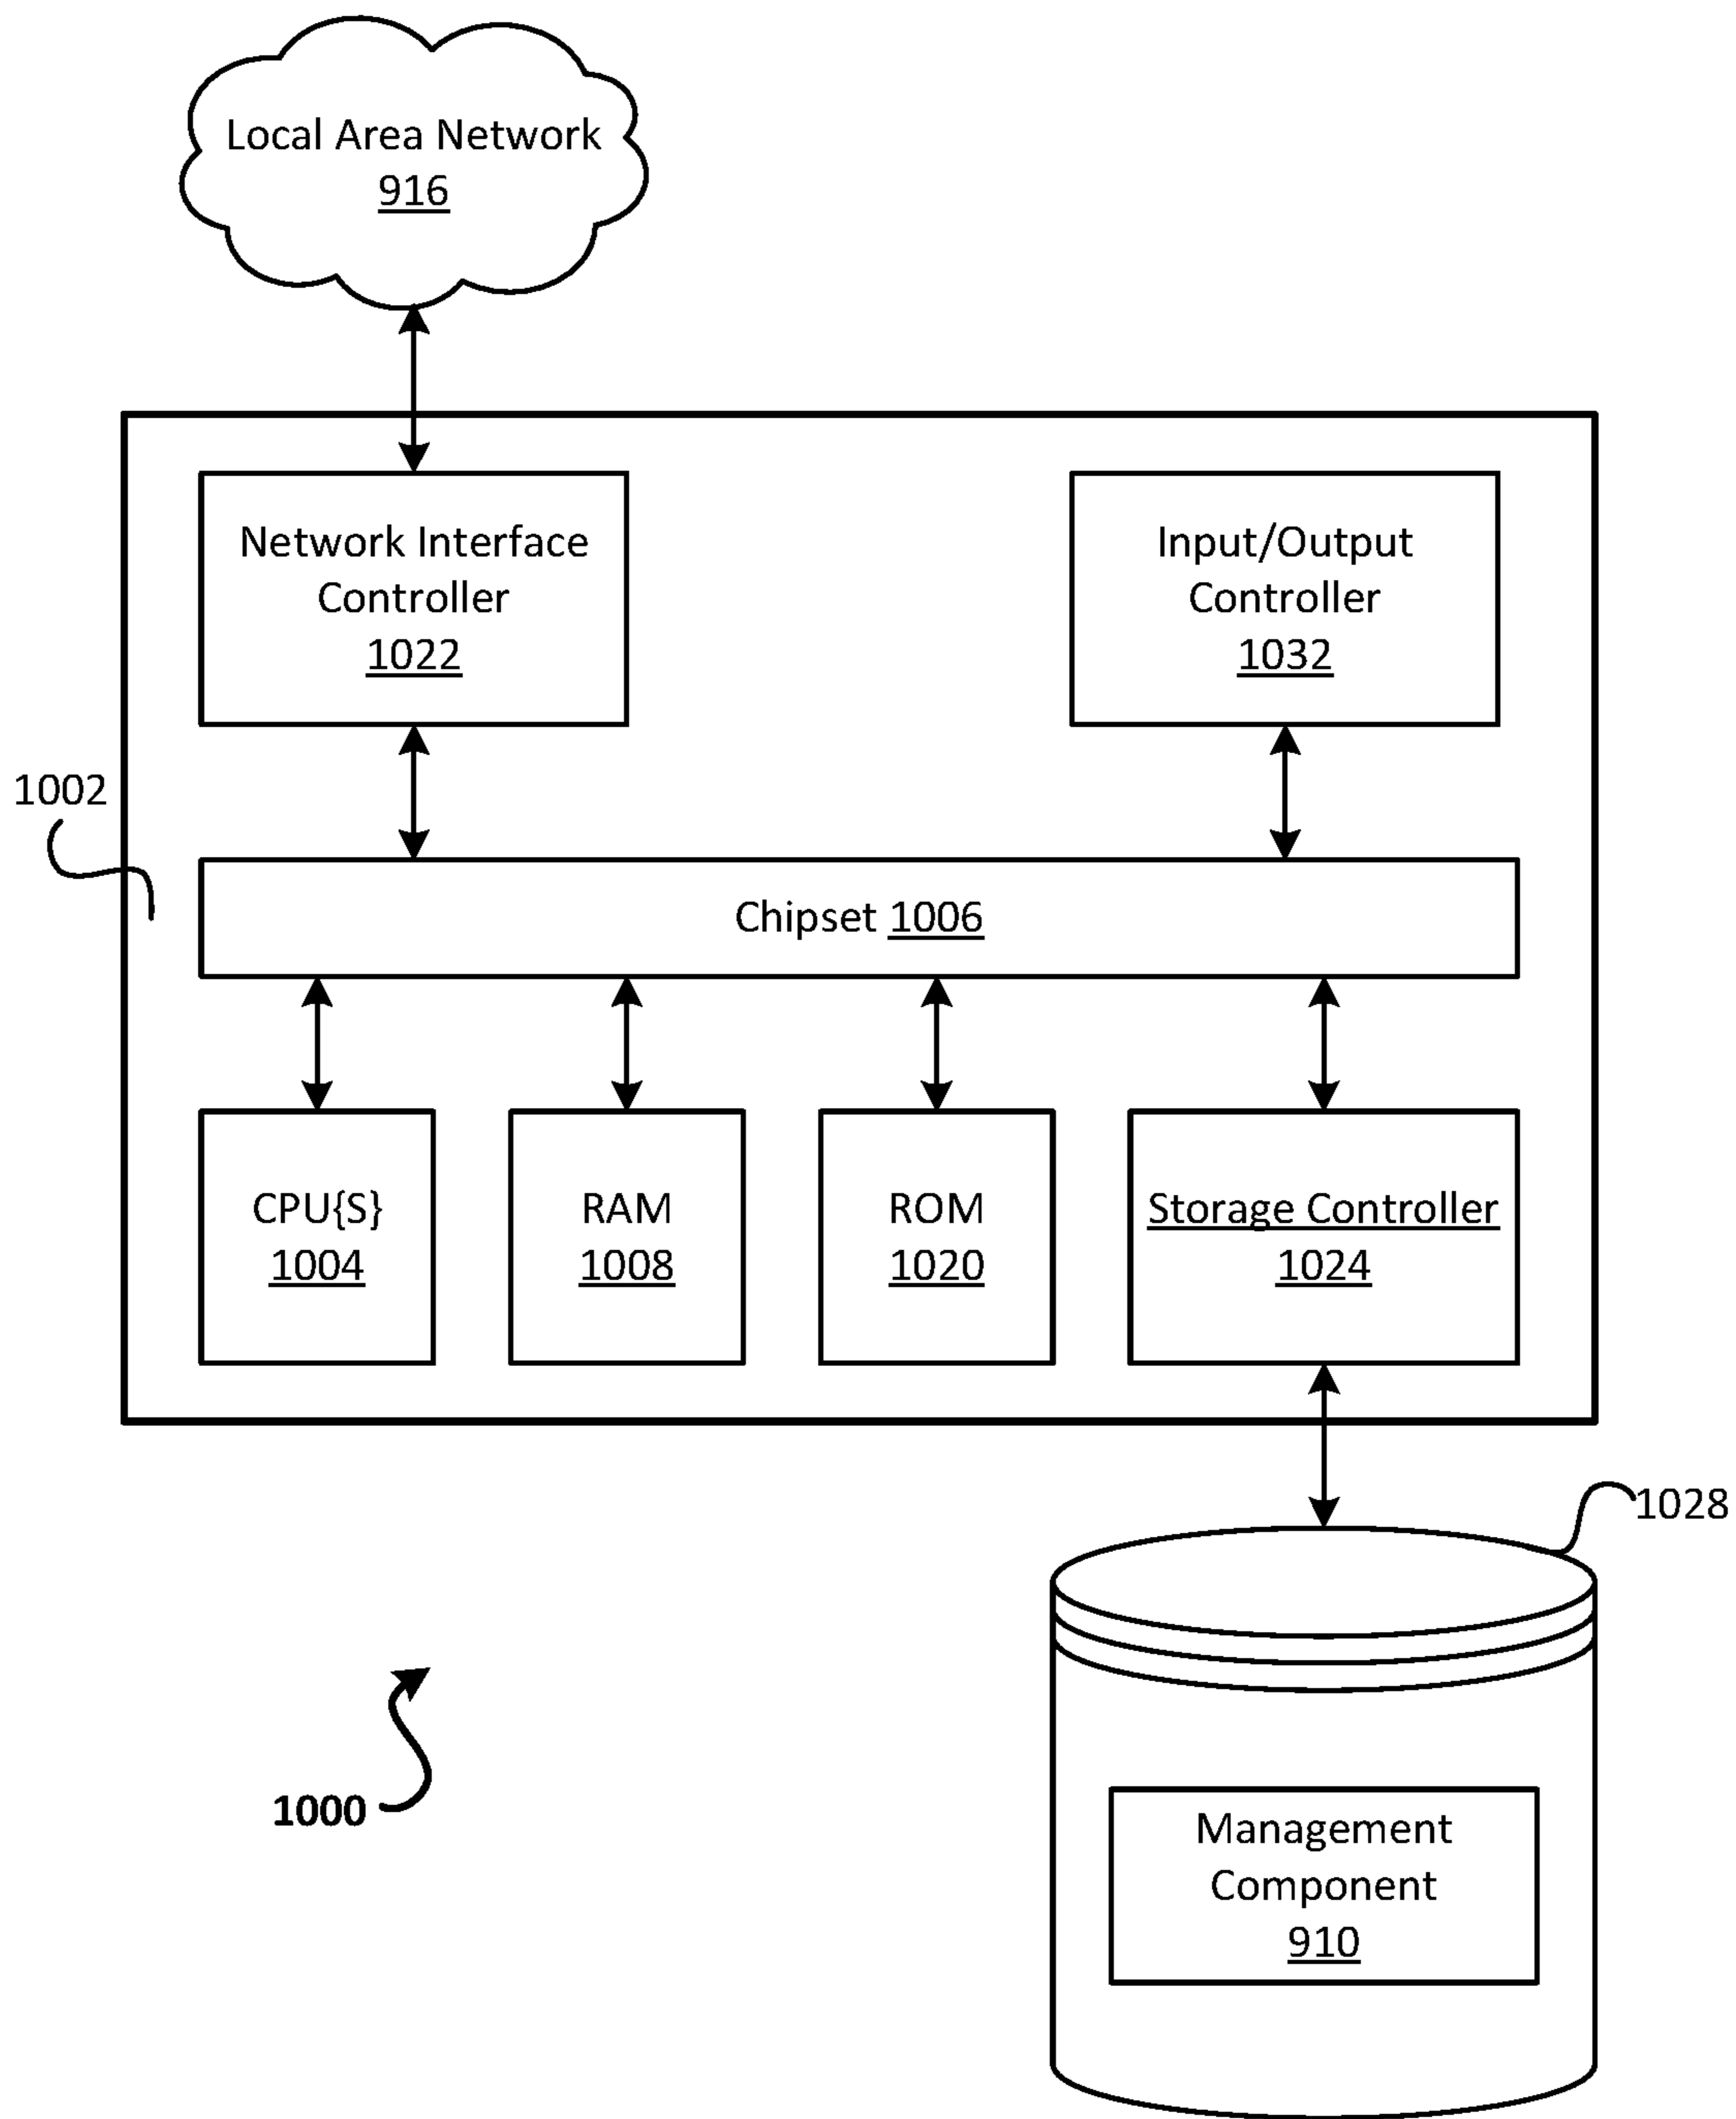 Local Area Network
916
Network Interface
Controller
1022
Input/Output
Controller
1032
1002
Chipset 1006
CPU{S}
1004
RAM
1008
ROM
1020
Storage Controller
1024
1028
1000
Management
Component
910